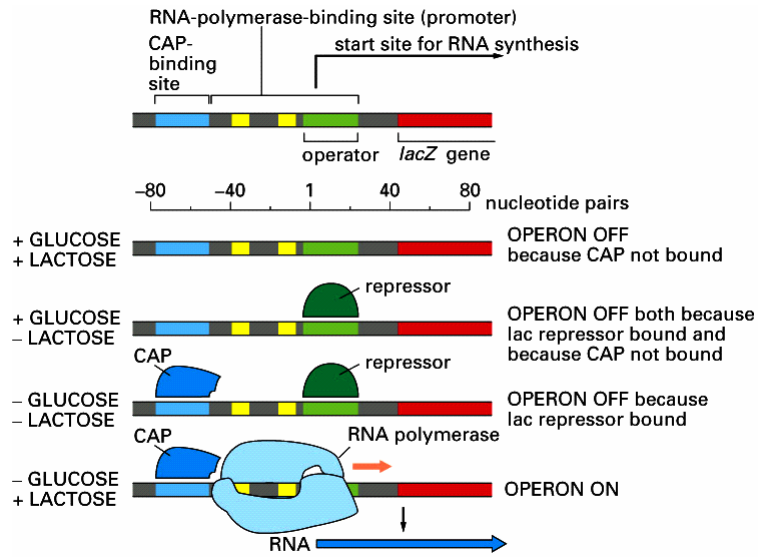 RNA-polymerase-binding site (promoter)
CAP-
binding
site
start site for RNA synthesis
operator
lacZ gene
–80 –40 1 40 80
nucleotide pairs
+ GLUCOSE
+ LACTOSE
OPERON OFF
because CAP not bound
repressor
+ GLUCOSE
– LACTOSE
OPERON OFF both because
lac repressor bound and
because CAP not bound
CAP
repressor
– GLUCOSE
– LACTOSE
OPERON OFF because
lac repressor bound
CAP
RNA polymerase
– GLUCOSE
+ LACTOSE
OPERON ON
RNA